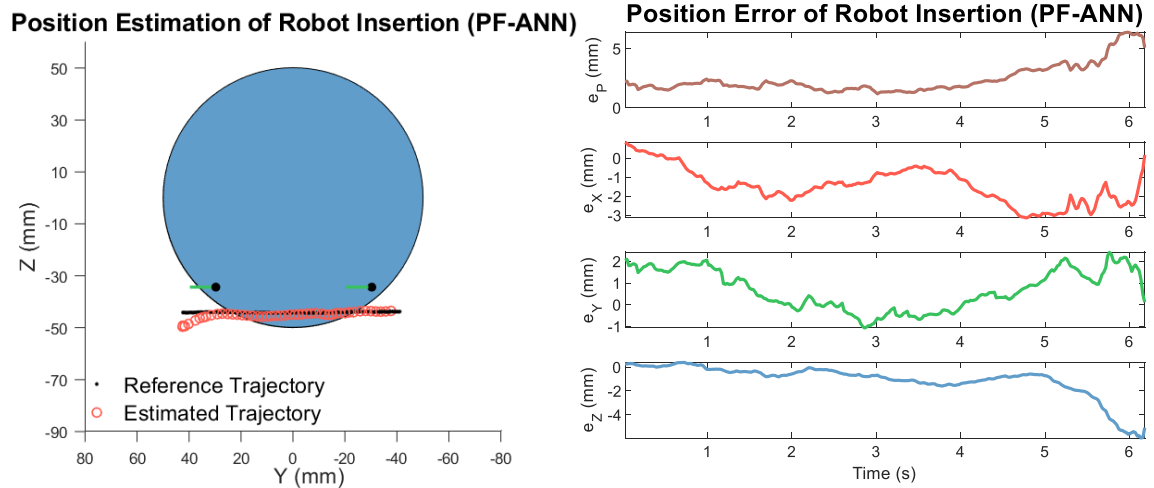 Position Estimation of Robot Insertion (PF-ANN)
50
30
10
-10
-30
-50
-70
-90
Z (mm)
Reference Trajectory
Estimated Trajectory
80 60 40 20 0 -20 -40 -60 -80
Y (mm)
Position Error of Robot Insertion (PF-ANN)
5
0
eP (mm)
1 2 3 4 5 6
0
-1
-2
-3
eX (mm)
1 2 3 4 5 6
2
1
0
-1
eY (mm)
1 2 3 4 5 6
0
-2
-4
eZ (mm)
1 2 3 4 5 6
Time (s)